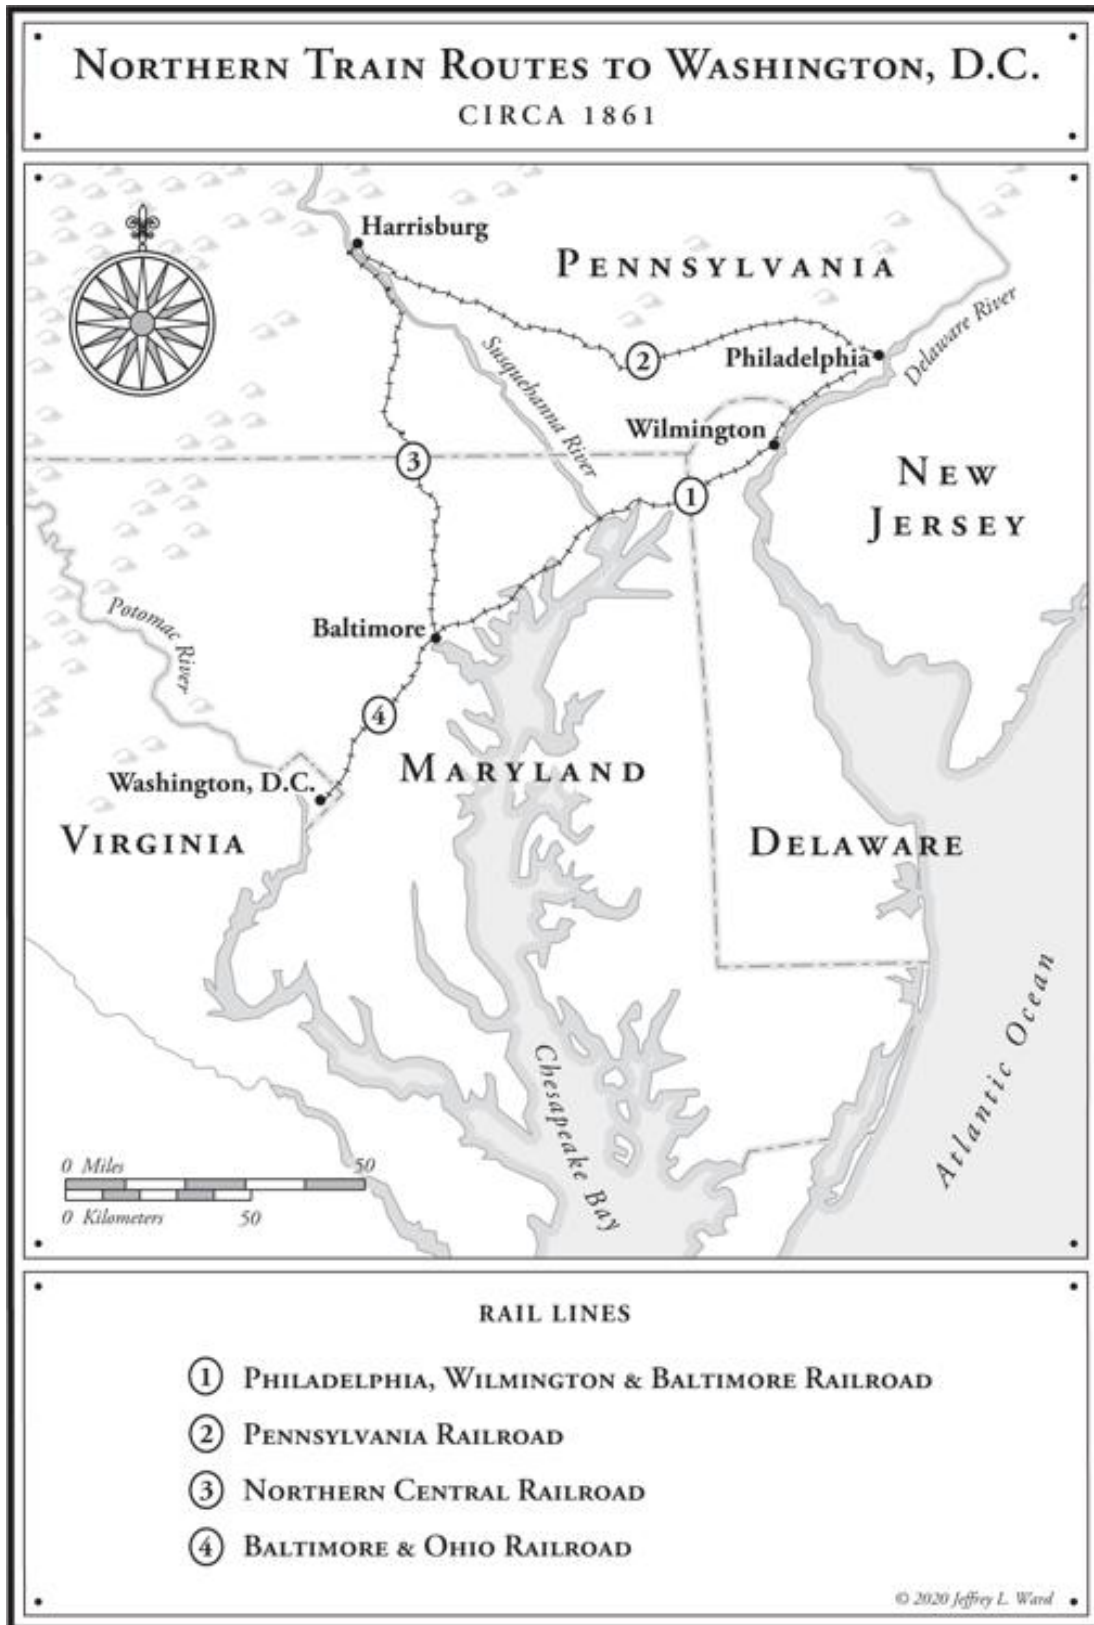 Northern Train Routes to Washington, D.C.
CIRCA 1861
Harrisburg
Pennsylvania
Susquehanna River
2
Philadelphia
Delaware River
Wilmington
3
1
New
Jersey
Potomac River
Baltimore
4
Maryland
Washington, D.C.
Virginia
Delaware
Atlantic Ocean
Chesapeake Bay
0 Miles 50
0 Kilometers 50
RAIL LINES
1 Philadelphia, Wilmington & Baltimore Railroad
2 Pennsylvania Railroad
3 Northern Central Railroad
4 Baltimore & Ohio Railroad
© 2020 Jeffrey L. Ward